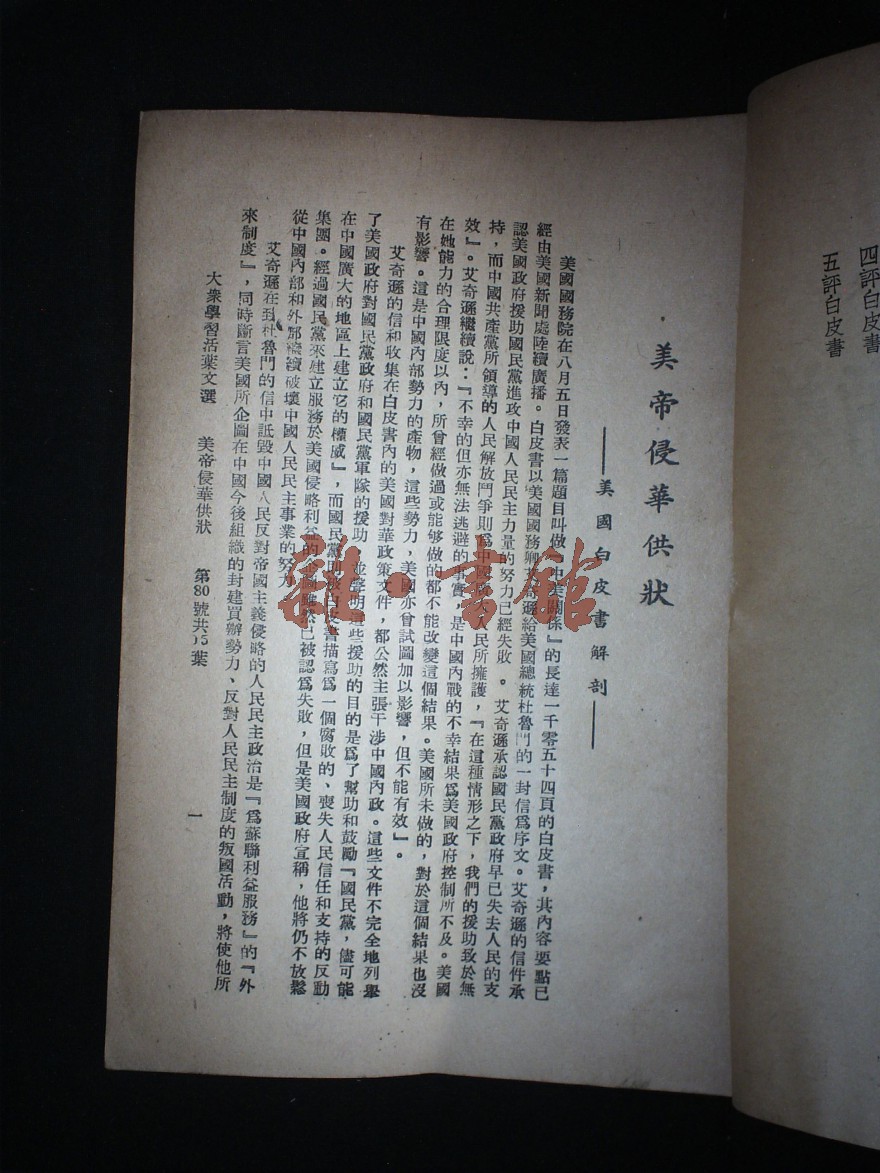 四評白皮書
五評白皮書
美帝侵華供狀
——美國白皮書解剖——
美國國務院在八月五日發表一篇題目叫做『中美關係』的長達一千零五十四頁的白皮書，其內容要點已
經由美國新聞處陸續廣播。白皮書以美國國務卿艾奇遜給美國總統杜魯門的一封信爲序文。艾奇遜的信件承
認美國政府援助國民黨進攻中國人民民主力量的努力已經失敗。艾奇遜承認國民黨政府早已失去人民的支
持，而中國共產黨所領導的人民解放鬥爭則爲中國廣大人民所擁護，『在這種情形之下，我們的援助致於無
效』。艾奇遜繼續說：『不幸的但亦無法逃避的事實，是中國內戰的不幸結果爲美國政府控制所不及。美國
在她能力的合理限度以內，所曾經做過或能够做的都不能改變這個結果。美國所未做的，對於這個結果也沒
有影響。這是中國內部勢力的產物，這些勢力，美國亦曾試圖加以影響，但不能有效』。
艾奇遜的信和收集在白皮書內的美國對華政策文件，都公然主張干涉中國內政。這些文件不完全地列舉
了美國政府對國民黨政府和國民黨軍隊的援助，並聲明這些援助的目的是爲了幫助和鼓勵『國民黨，儘可能
在中國廣大的地區上建立它的權威』，而國民黨則被白皮書描寫爲一個腐敗的、喪失人民信任和支持的反動
集團。經過國民黨來建立服務於美國侵略利益的企圖雖然已被認爲失敗，但是美國政府宣稱，他將仍不放鬆
從中國內部和外部繼續破壞中國人民民主事業的努力。
艾奇遜在致杜魯門的信中詆毀中國人民反對帝國主義侵略的人民民主政治是『爲蘇聯利益服務』的『外
來制度』，同時斷言美國所企圖在中國今後組織的封建買辦勢力、反對人民民主制度的叛國活動，將使他所
大衆學習活葉文選 美帝侵華供狀 第80號共15葉
一
雜·書館